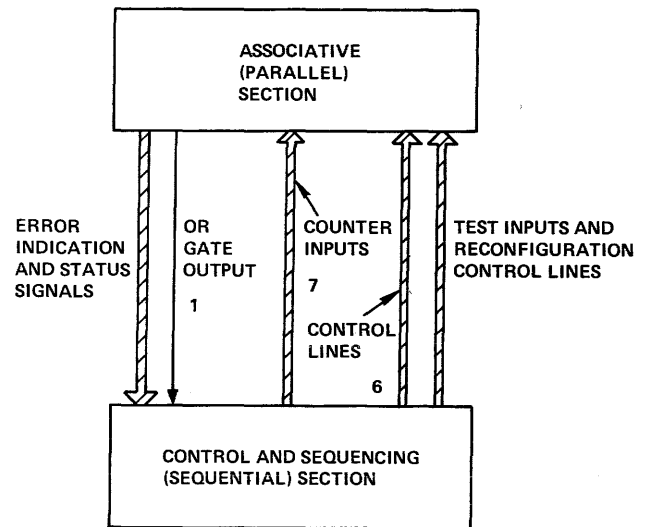 ASSOCIATIVE
(PARALLEL)
SECTION
ERROR
INDICATION
AND STATUS
SIGNALS
OR
GATE
OUTPUT
1
COUNTER
INPUTS
7
CONTROL
LINES
6
TEST INPUTS AND
RECONFIGURATION
CONTROL LINES
CONTROL AND SEQUENCING
(SEQUENTIAL) SECTION